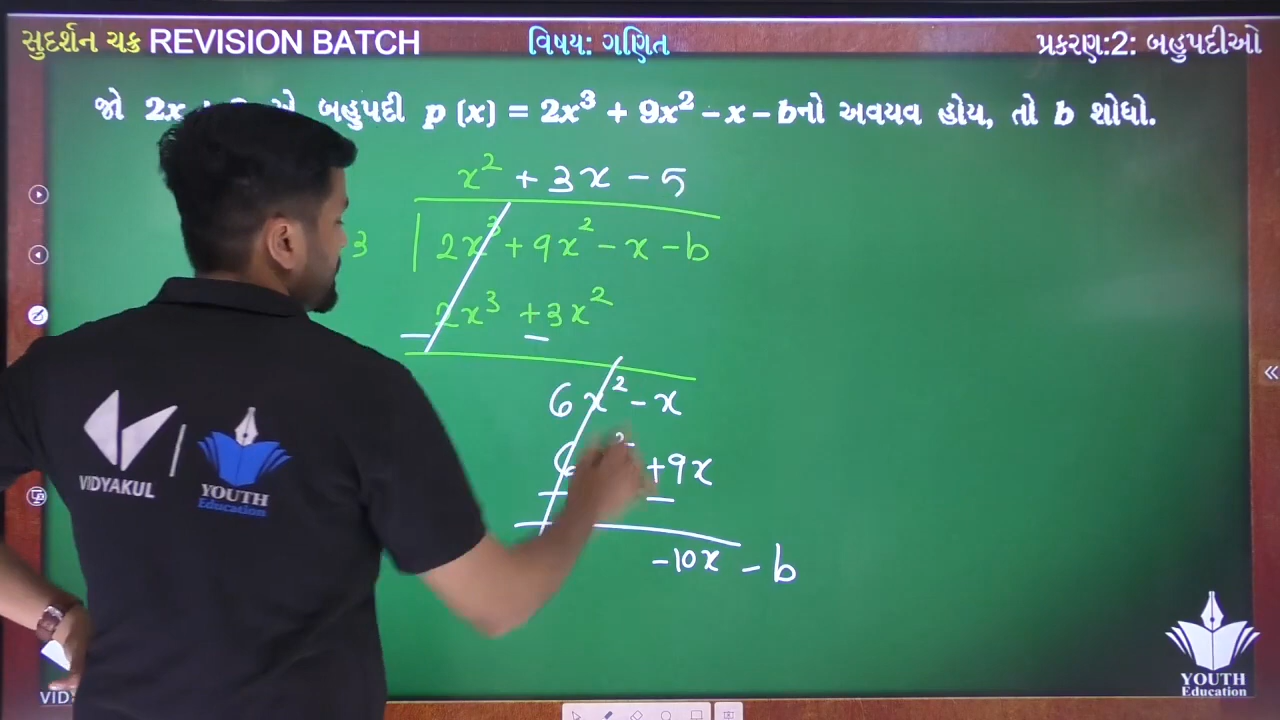 સુદર્શન ચક્ર REVISION BATCH
વિષય: ગણિત
પ્રકરણ:2: બહુપદીઓ
જો 2x બહુપદી p (x) = 2x³ + 9x² – x – b નો અવયવ હોય, તો b શોધો.
x² + 3x - 5
3 | 2x³ + 9x² - x - b
2x³ + 3x²
6x² - x
+9x
-10x - b
VIDYAKUL
YOUTH
Education
YOUTH
Education